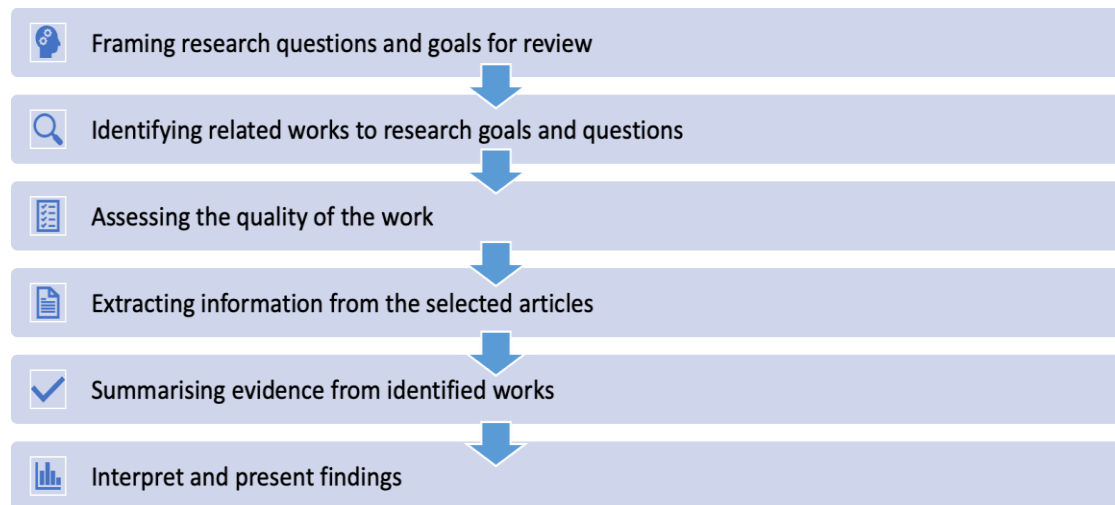 Framing research questions and goals for review
Identifying related works to research goals and questions
Assessing the quality of the work
Extracting information from the selected articles
Summarising evidence from identified works
Interpret and present findings